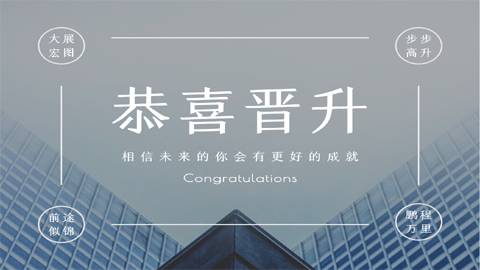 大展
宏图
步步
高升
恭喜晋升
相信未来的你会有更好的成就
Congratulations
前途
似锦
鹏程
万里